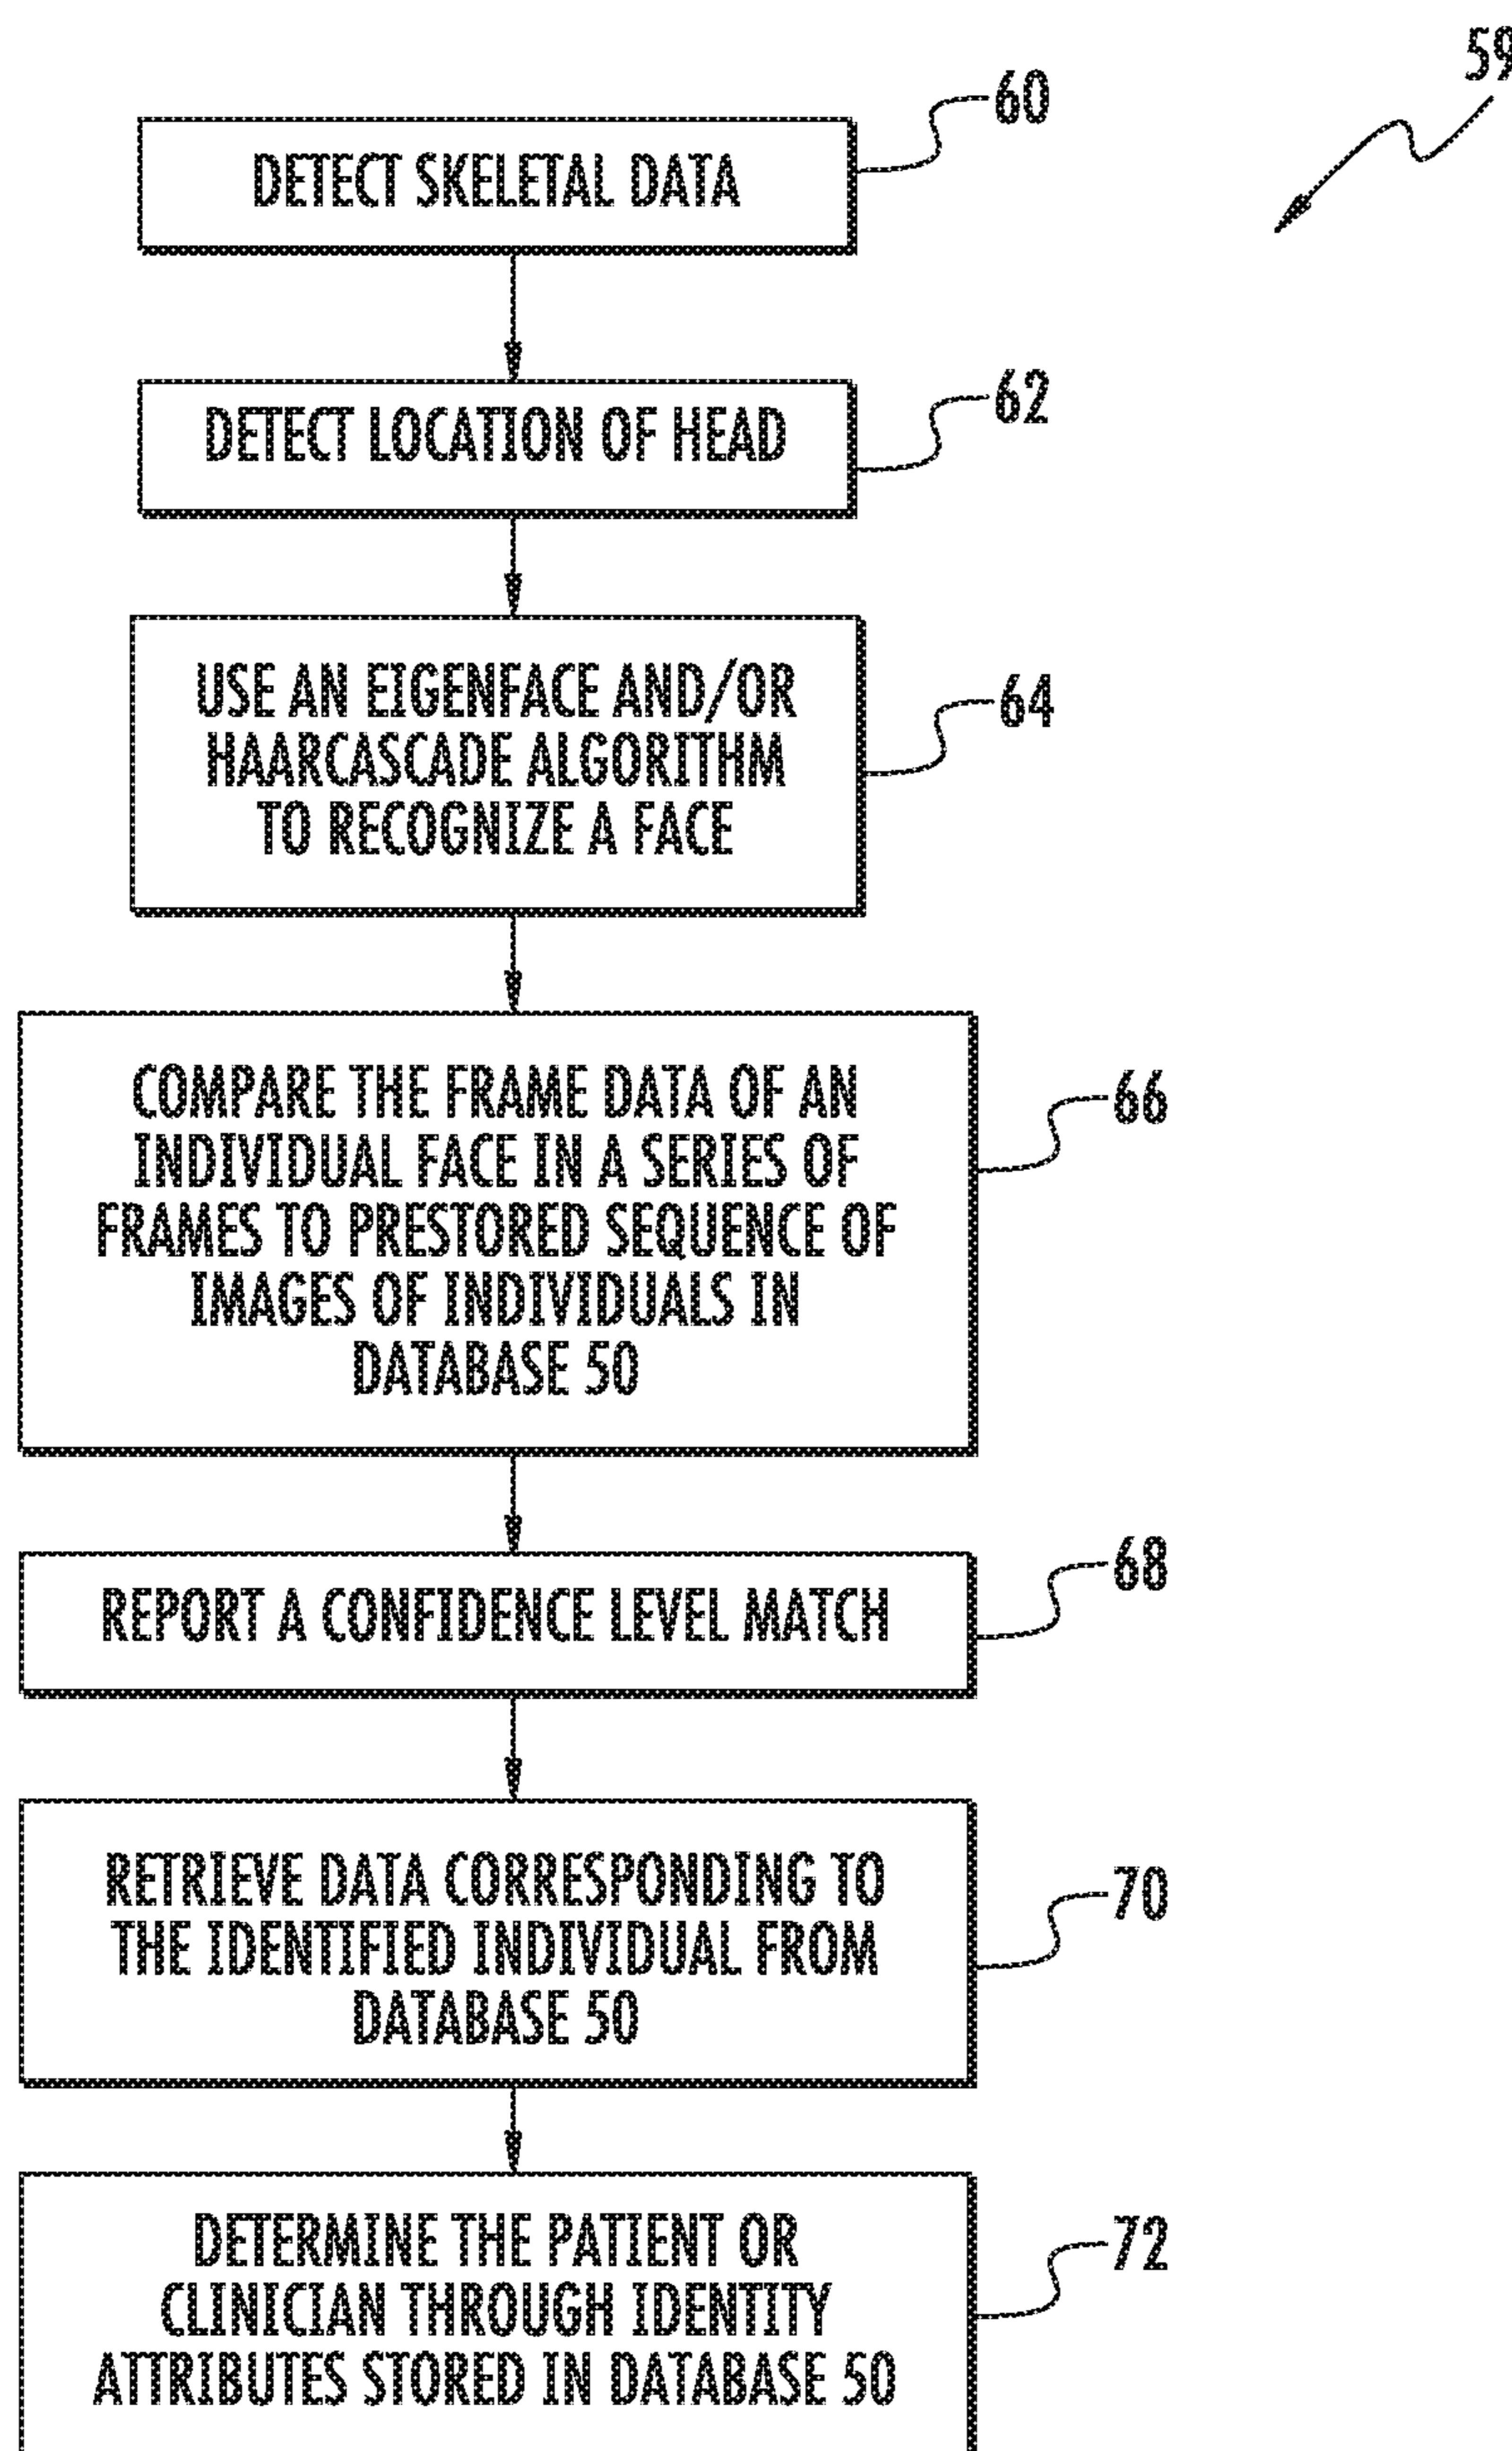 59
60
DETECT SKELETAL DATA
62
DETECT LOCATION OF HEAD
USE AN EIGENFACE AND/OR
64
HAARCASCADE ALGORITHM
TO RECOGNIZE A FACE
COMPARE THE FRAME DATA OF AN
66
INDIVIDUAL FACE IN A SERIES OF
FRAMES TO PRESTORED SEQUENCE OF
IMAGES OF INDIVIDUALS IN
DATABASE 50
68
REPORT A CONFIDENCE LEVEL MATCH
RETRIEVE DATA CORRESPONDING TO
70
THE IDENTIFIED INDIVIDUAL FROM
DATABASE 50
DETERMINE THE PATIENT OR
72
CLINICIAN THROUGH IDENTITY
ATTRIBUTES STORED IN DATABASE 50